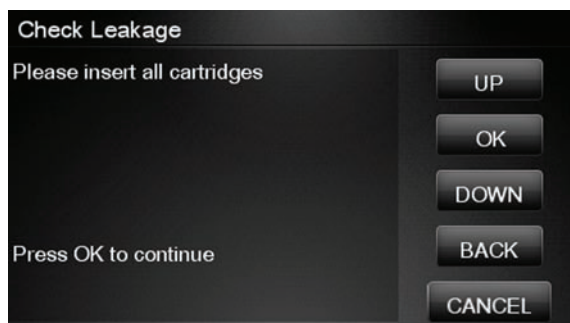 Check Leakage
Please insert all cartridges
Press OK to continue
UP
OK
DOWN
BACK
CANCEL